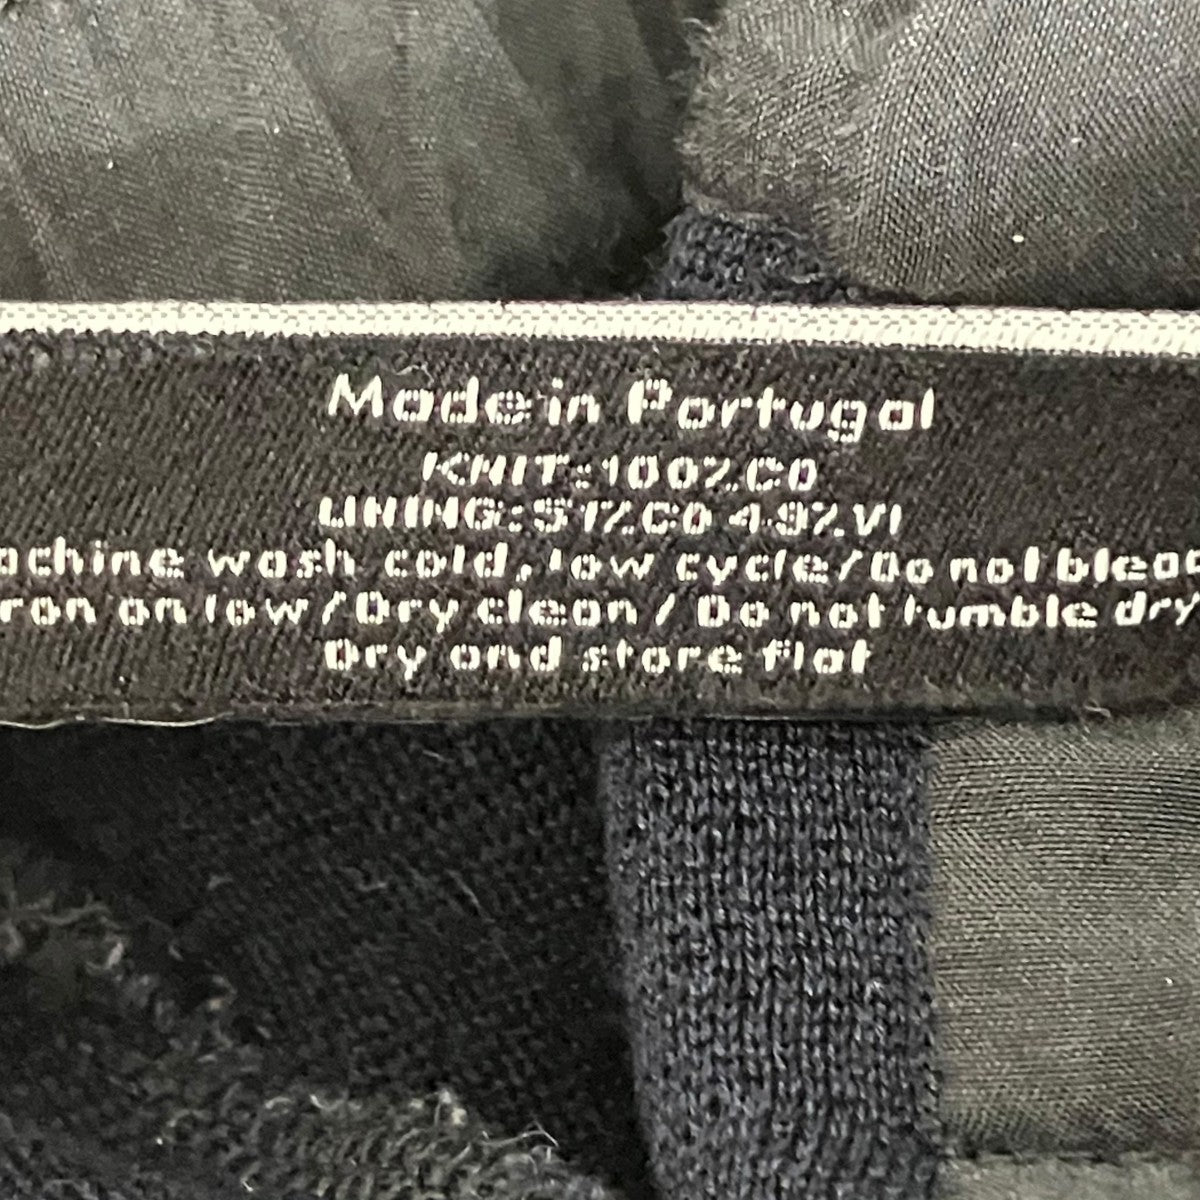 Made in Portugal
KNIT:100%CO
LINING:51%CO 49%VI
achine wash cold, low cycle/Do not bleac
ron on low/Dry clean/Do not tumble dry
Dry and store flat